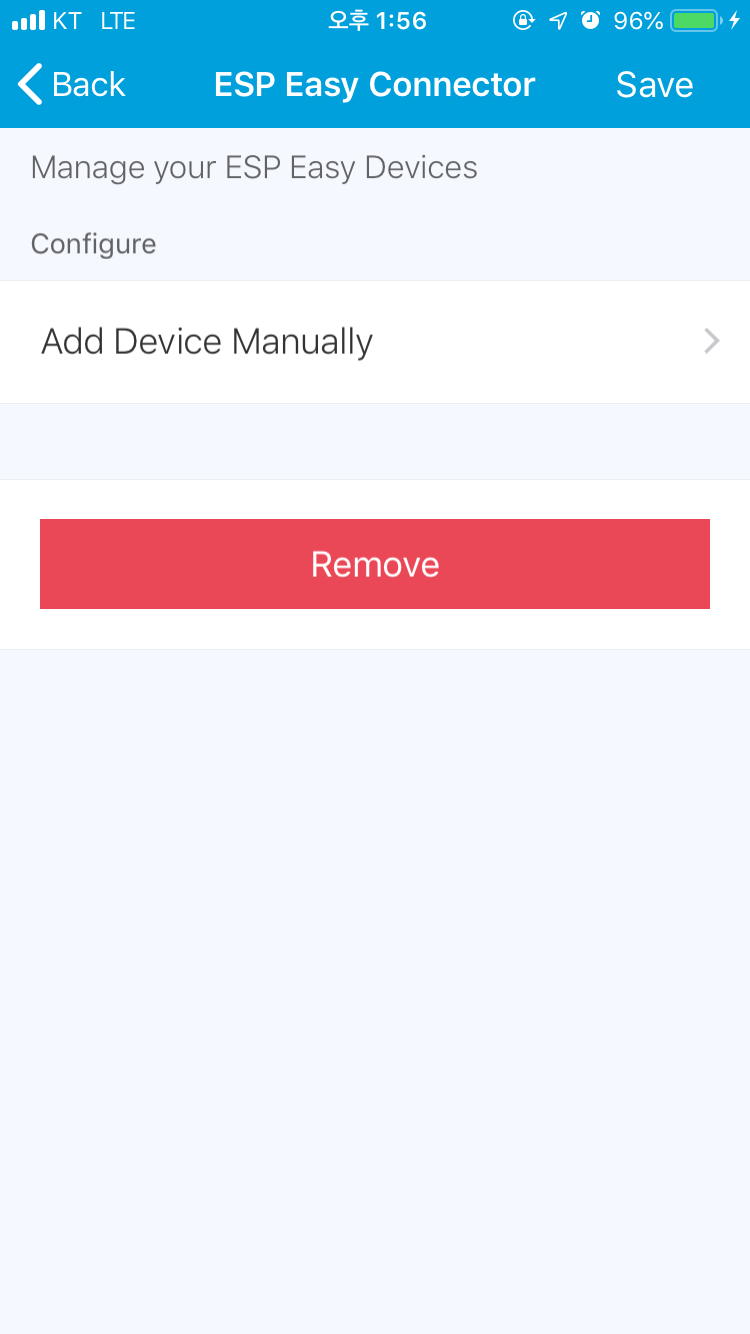 KT LTE 오후 1:56 96%
Back ESP Easy Connector Save
Manage your ESP Easy Devices
Configure
Add Device Manually
Remove